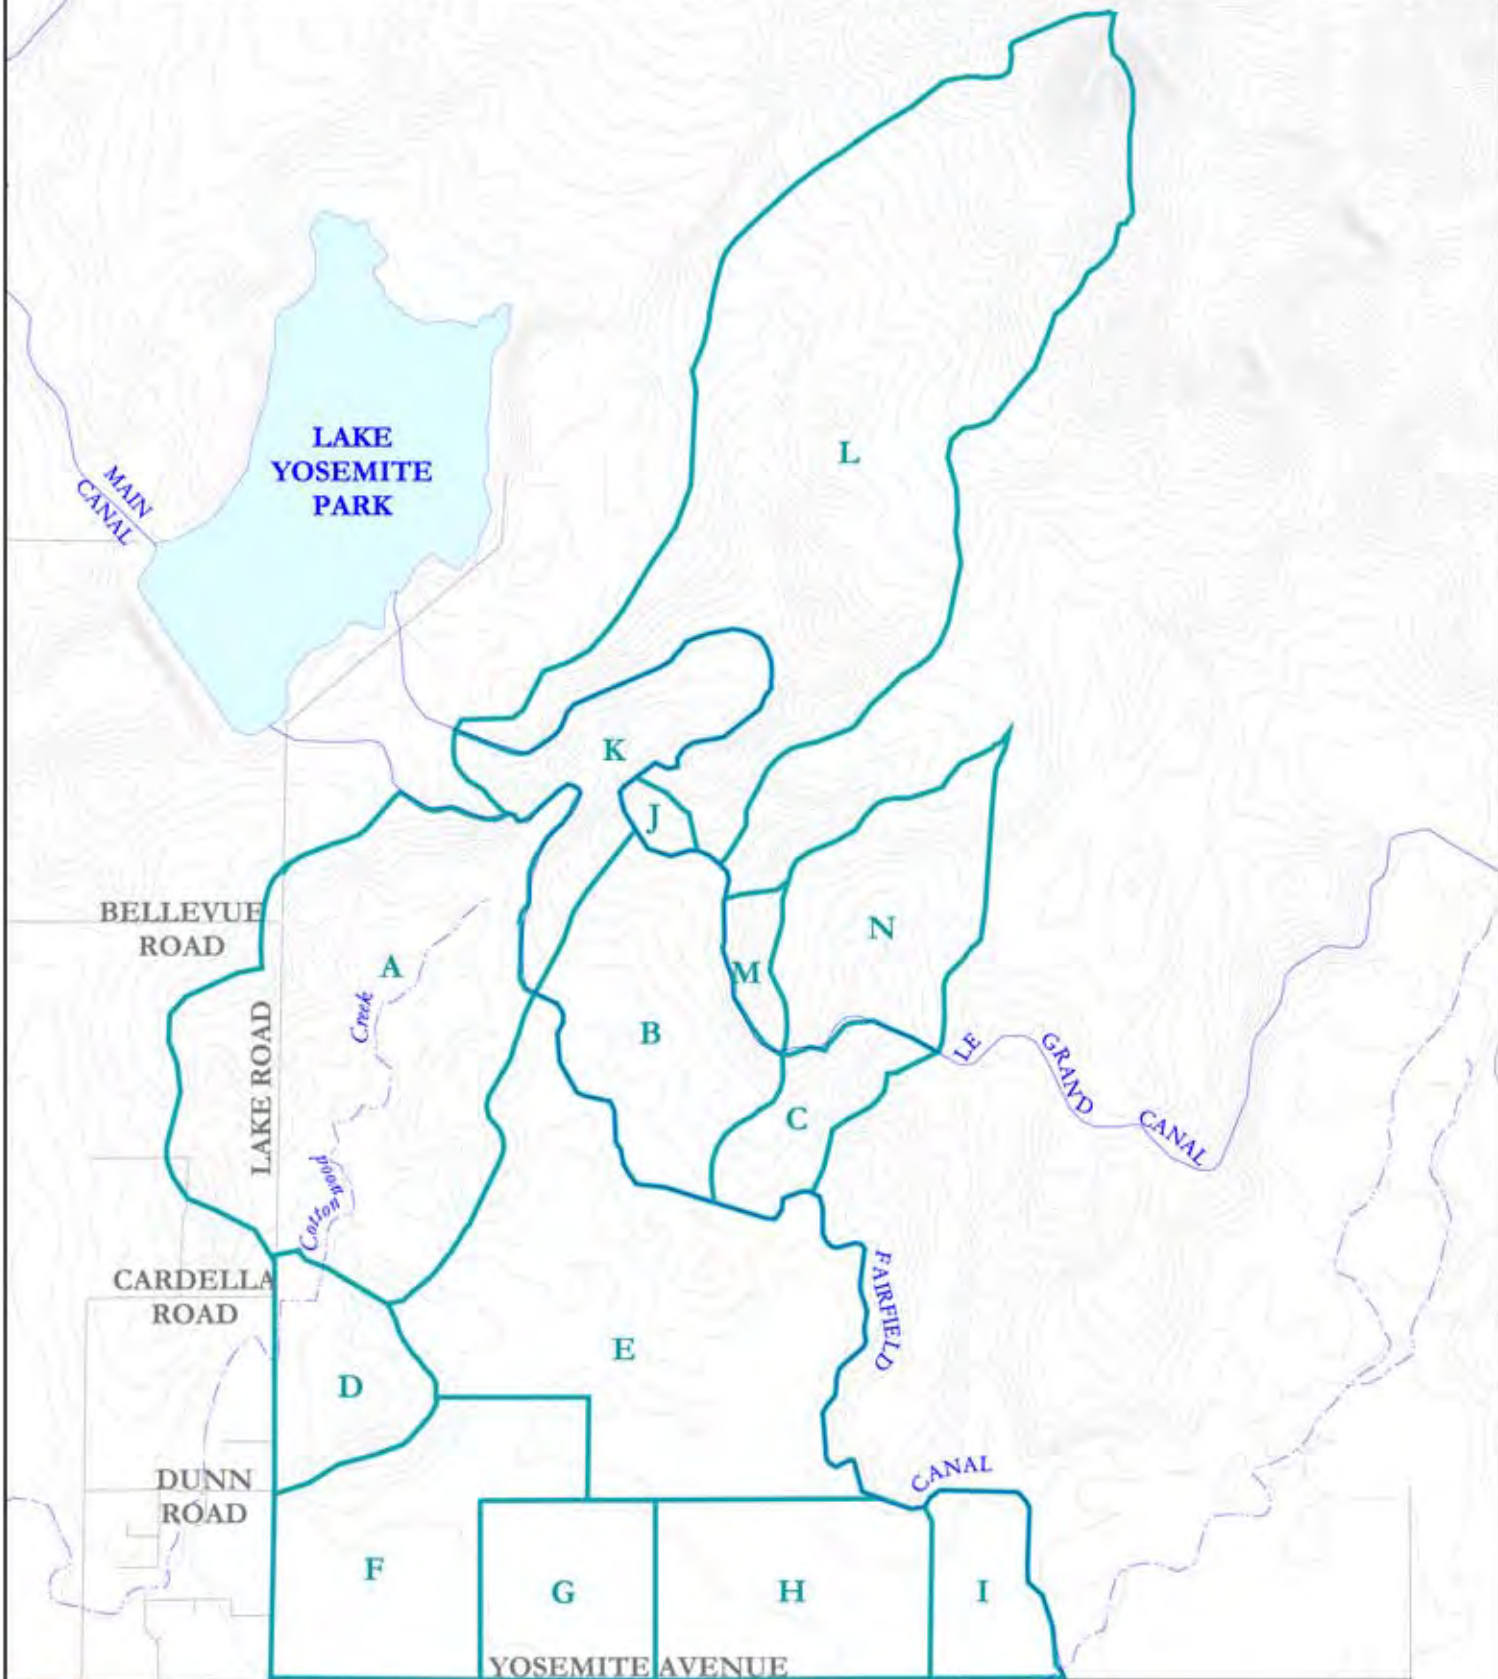 L
LAKE
YOSEMITE
PARK
MAIN
CANAL
K
J
BELLEVUE
ROAD
A
N
M
Creek
B
LAKE ROAD
LE GRAND CANAL
C
Cottonwood
CARDELLA
ROAD
FAIRFIELD
E
D
CANAL
DUNN
ROAD
F
G
H
I
YOSEMITE AVENUE